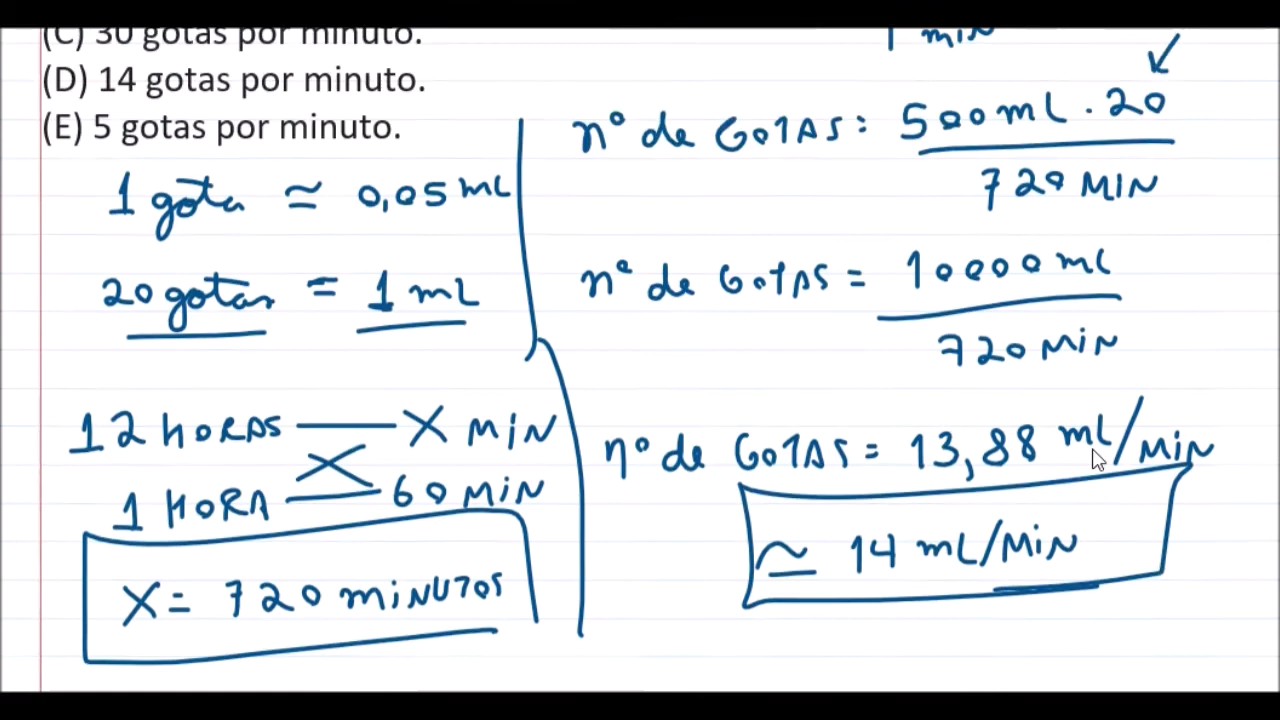 (C) 30 gotas por minuto.
(D) 14 gotas por minuto.
(E) 5 gotas por minuto.
1 gota ≃ 0,05 mL
20 gotas = 1 mL
12 HORAS — X MIN
1 HORA — 60 MIN
X = 720 MINUTOS
1 min
nº de GOTAS: 500 mL . 20
720 MIN
nº de GOTAS = 10000 mL
720 MIN
nº de GOTAS = 13,88 mL/MIN
≃ 14 mL/MIN